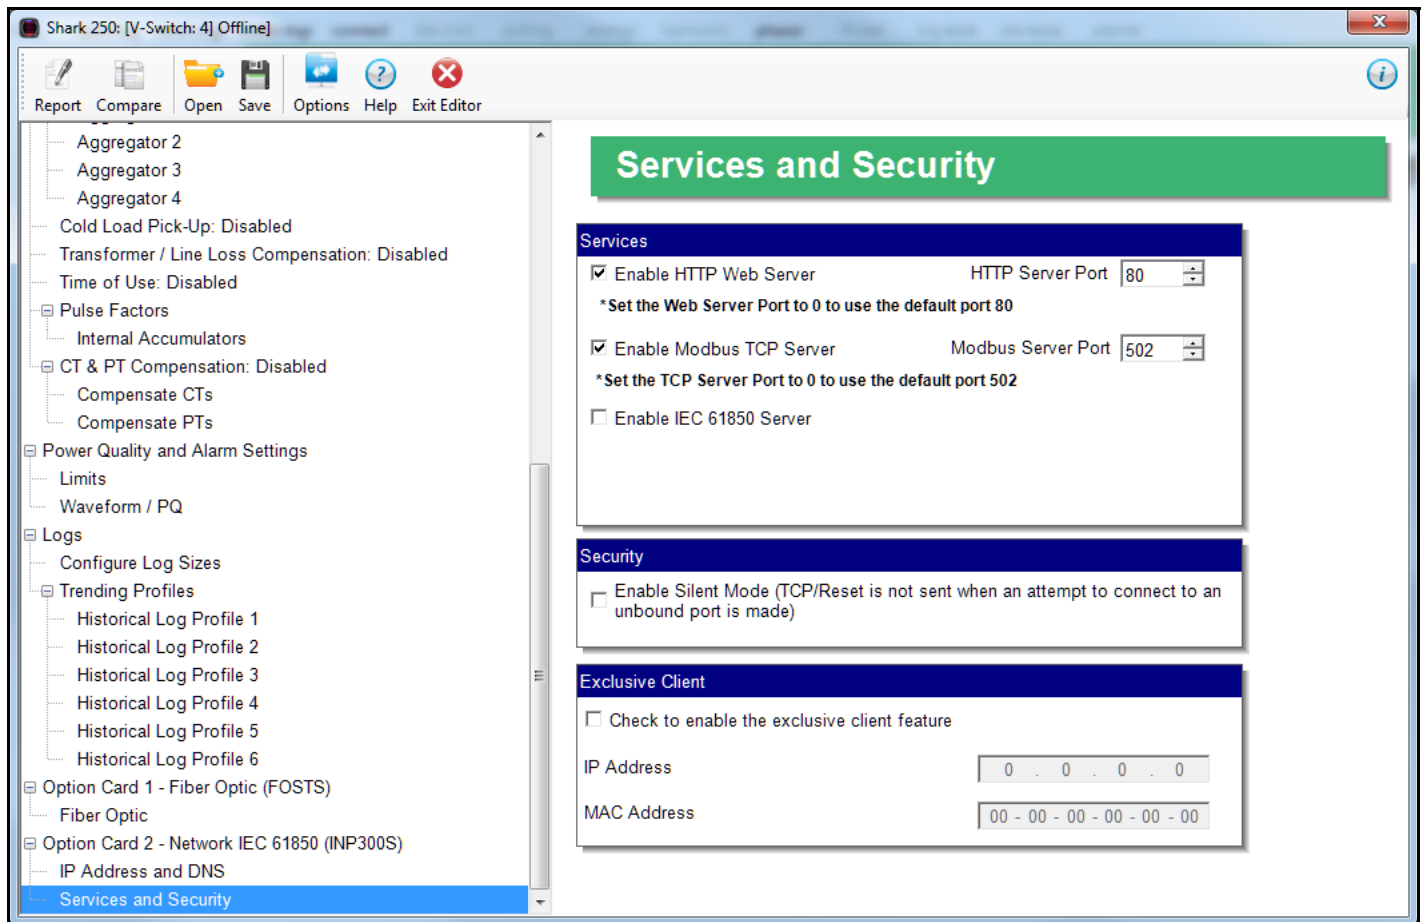 Shark 250: [V-Switch: 4] Offline]
Report Compare Open Save Options Help Exit Editor
Aggregator 2
Aggregator 3
Aggregator 4
Cold Load Pick-Up: Disabled
Transformer / Line Loss Compensation: Disabled
Time of Use: Disabled
Pulse Factors
Internal Accumulators
CT & PT Compensation: Disabled
Compensate CTs
Compensate PTs
Power Quality and Alarm Settings
Limits
Waveform / PQ
Logs
Configure Log Sizes
Trending Profiles
Historical Log Profile 1
Historical Log Profile 2
Historical Log Profile 3
Historical Log Profile 4
Historical Log Profile 5
Historical Log Profile 6
Option Card 1 - Fiber Optic (FOSTS)
Fiber Optic
Option Card 2 - Network IEC 61850 (INP300S)
IP Address and DNS
Services and Security
Services and Security
Services
Enable HTTP Web Server HTTP Server Port 80
*Set the Web Server Port to 0 to use the default port 80
Enable Modbus TCP Server Modbus Server Port 502
*Set the TCP Server Port to 0 to use the default port 502
Enable IEC 61850 Server
Security
Enable Silent Mode (TCP/Reset is not sent when an attempt to connect to an
unbound port is made)
Exclusive Client
Check to enable the exclusive client feature
IP Address 0 . 0 . 0 . 0
MAC Address 00 - 00 - 00 - 00 - 00 - 00